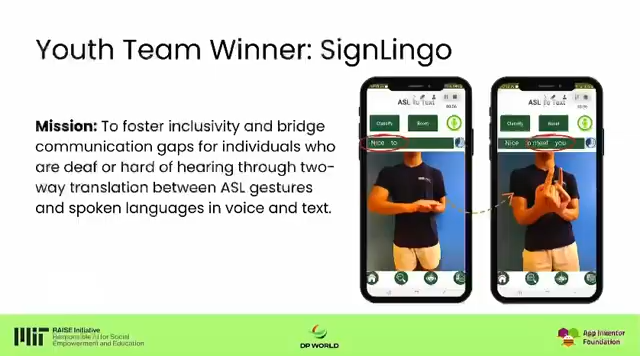 Youth Team Winner: SignLingo
Mission: To foster inclusivity and bridge
communication gaps for individuals who
are deaf or hard of hearing through two-
way translation between ASL gestures
and spoken languages in voice and text.
ASL To Text
Classify
Nice to
ASL To Text
Classify
Nice to meet you
MIT
RAISE Initiative
Responsible AI for Social
Empowerment and Education
DP WORLD
App Inventor
Foundation